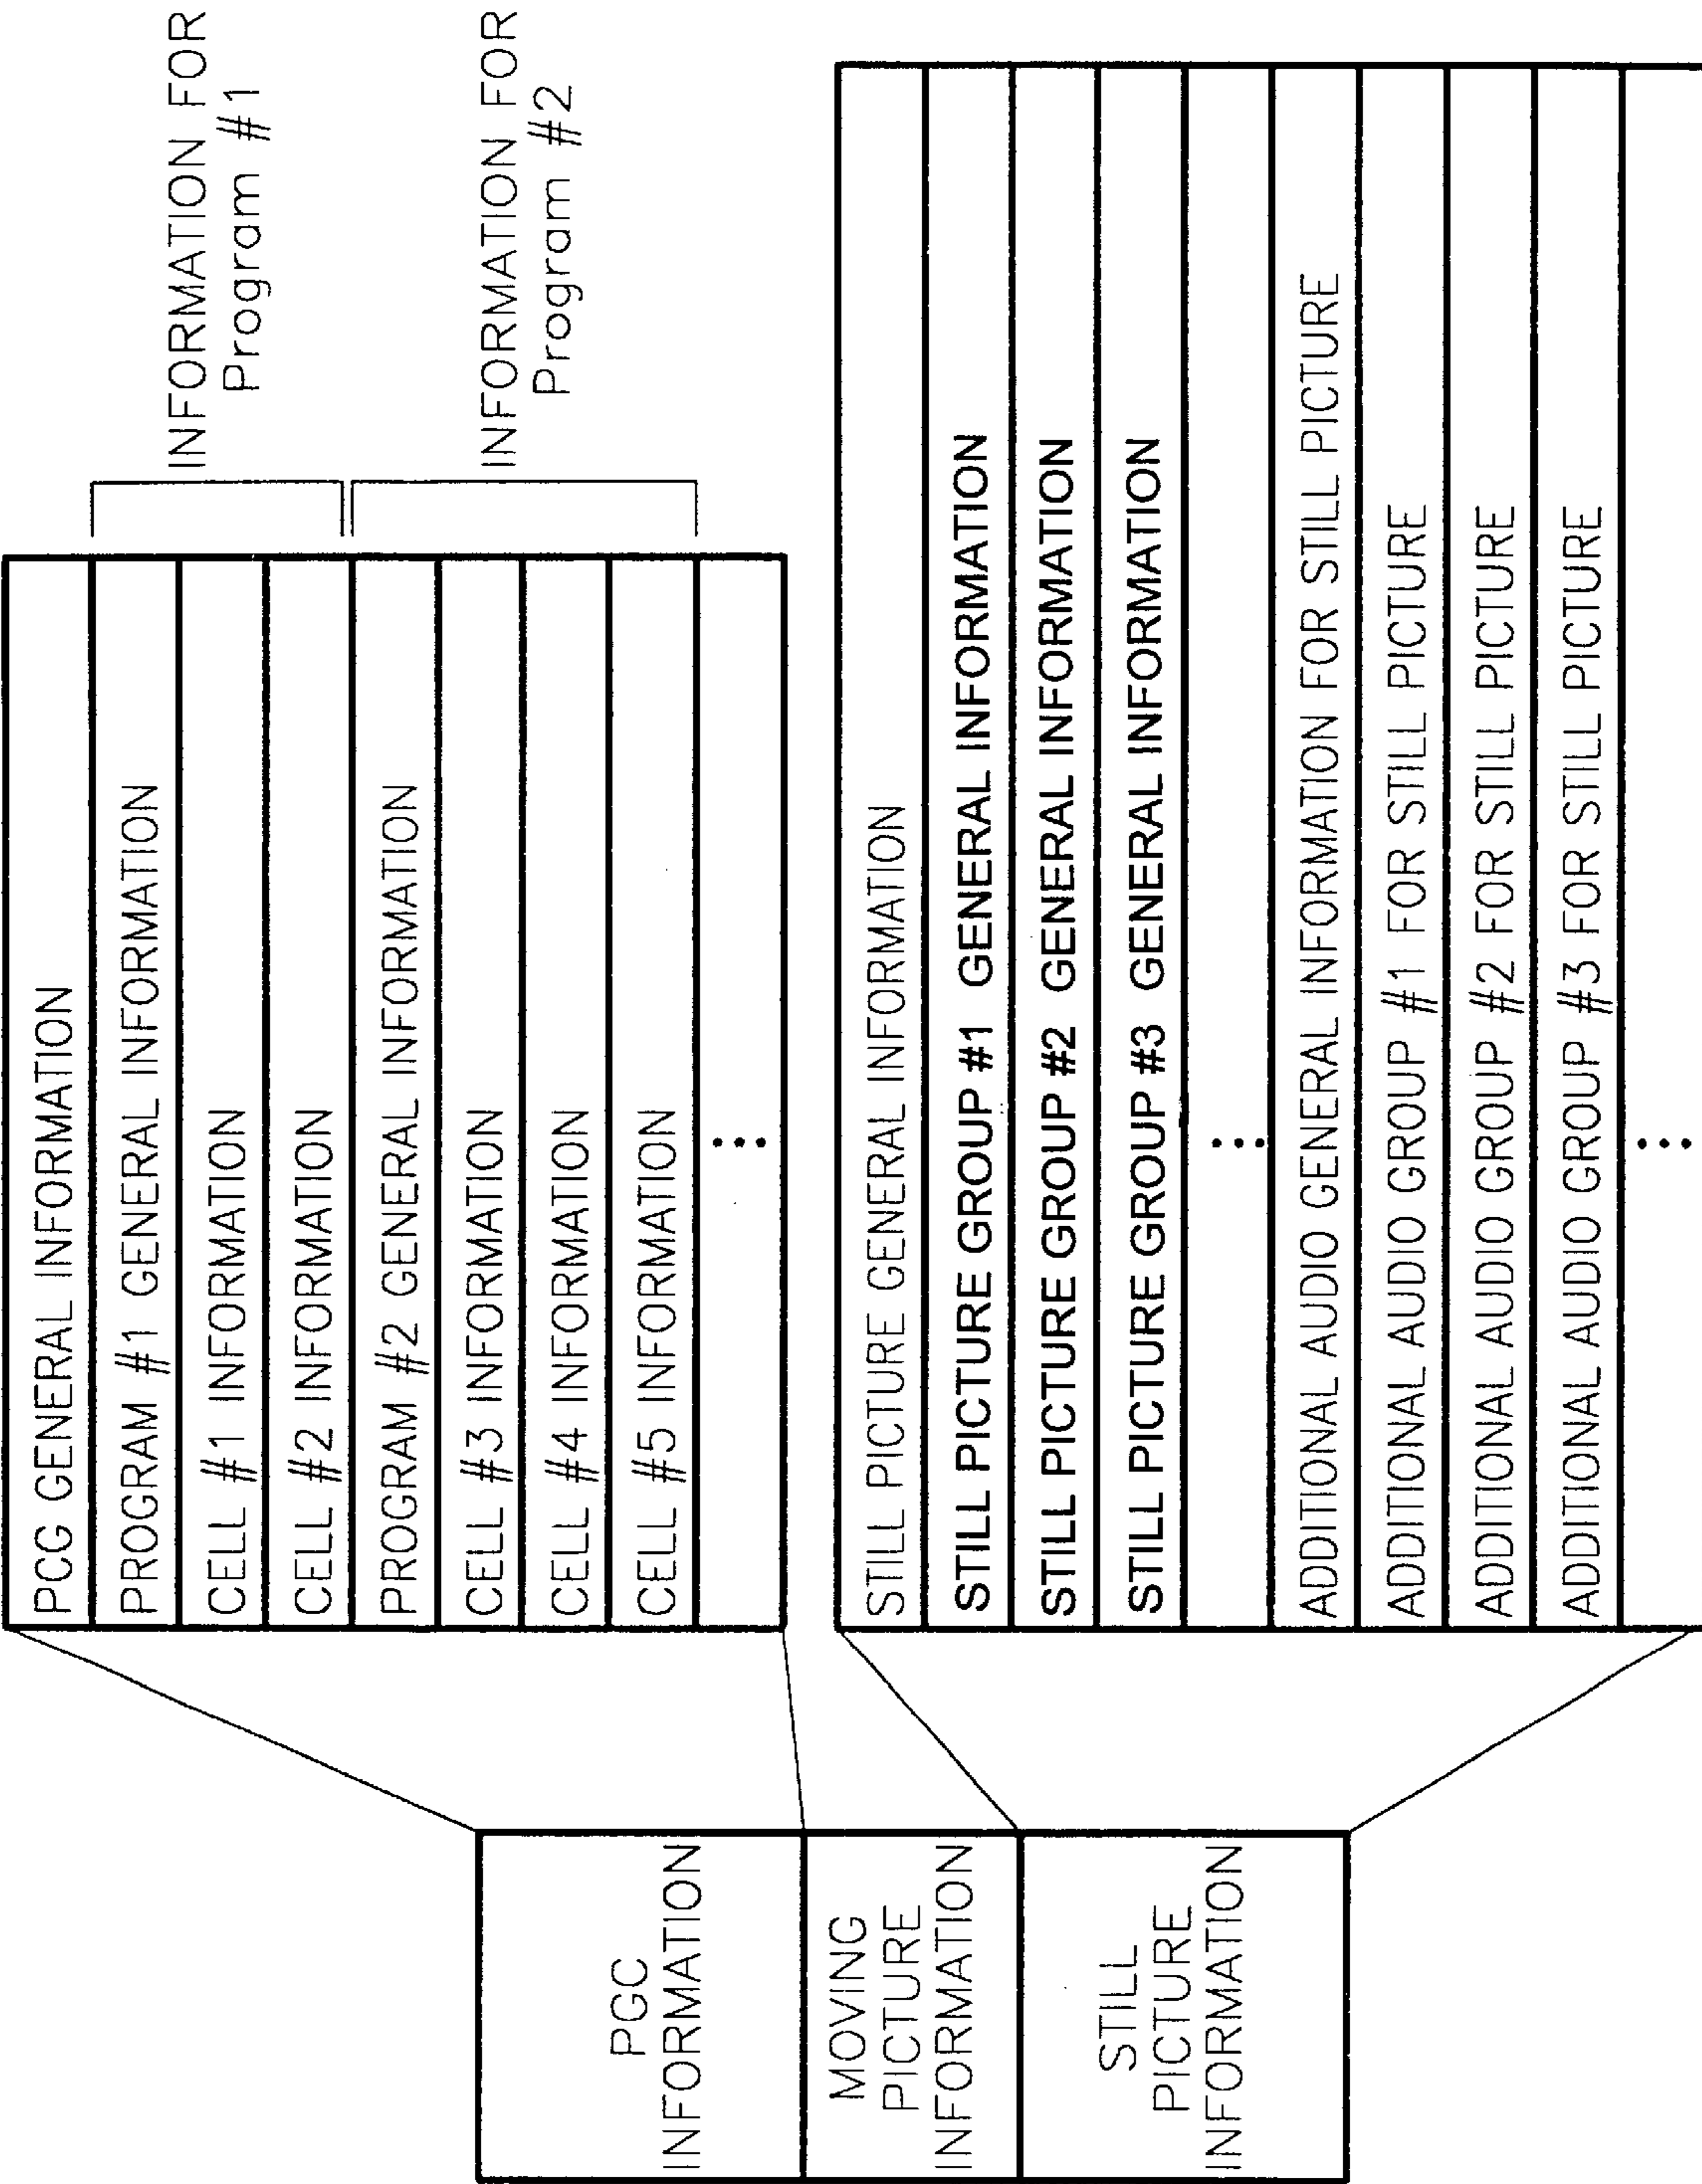 PGC
INFORMATION
MOVING
PICTURE
INFORMATION
STILL
PICTURE
INFORMATION
PCG GENERAL INFORMATION
PROGRAM #1 GENERAL INFORMATION
CELL #1 INFORMATION
CELL #2 INFORMATION
PROGRAM #2 GENERAL INFORMATION
CELL #3 INFORMATION
CELL #4 INFORMATION
CELL #5 INFORMATION
...
INFORMATION FOR
Program #1
INFORMATION FOR
Program #2
STILL PICTURE GENERAL INFORMATION
STILL PICTURE GROUP #1 GENERAL INFORMATION
STILL PICTURE GROUP #2 GENERAL INFORMATION
STILL PICTURE GROUP #3 GENERAL INFORMATION
...
ADDITIONAL AUDIO GENERAL INFORMATION FOR STILL PICTURE
ADDITIONAL AUDIO GROUP #1 FOR STILL PICTURE
ADDITIONAL AUDIO GROUP #2 FOR STILL PICTURE
ADDITIONAL AUDIO GROUP #3 FOR STILL PICTURE
...